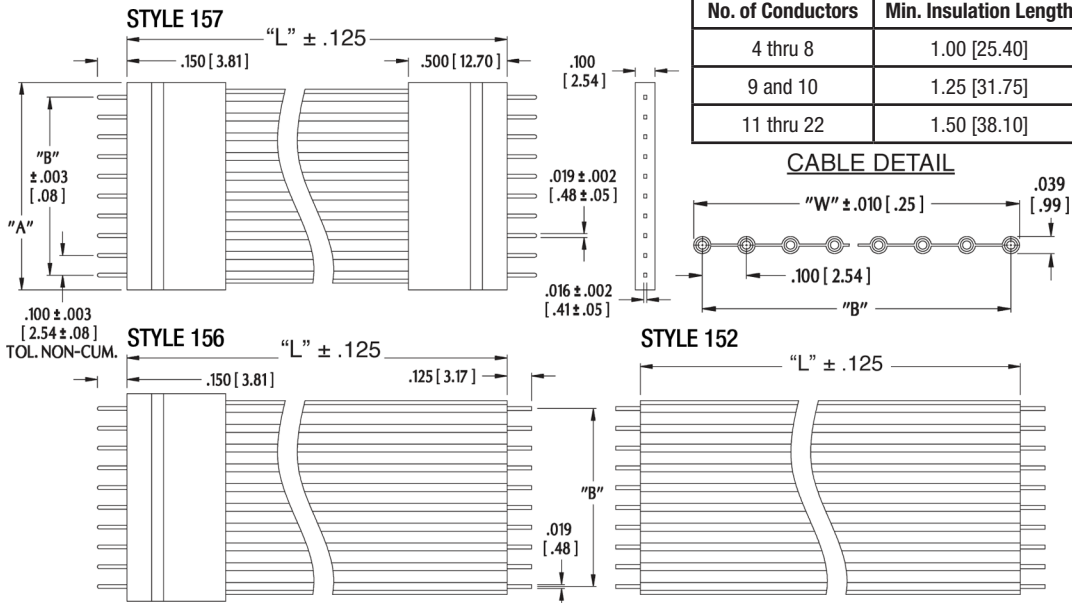 STYLE 157
"L" ± .125
.150 [ 3.81]
.500 [ 12.70]
.100
[ 2.54]
"B"
± .003
[ .08]
"A"
.019 ± .002
[ .48 ± .05 ]
.016 ± .002
[ .41 ± .05]
.100 ± .003
[ 2.54 ± .08]
TOL. NON-CUM.
No. of Conductors Min. Insulation Length
4 thru 8 1.00 [25.40]
9 and 10 1.25 [31.75]
11 thru 22 1.50 [38.10]
CABLE DETAIL
"W" ± .010 [ .25 ]
.039
[ .99]
.100 [ 2.54 ]
"B"
STYLE 156
"L" ± .125
.150 [ 3.81]
.125 [ 3.17]
"B"
.019
[ .48]
STYLE 152
"L" ± .125